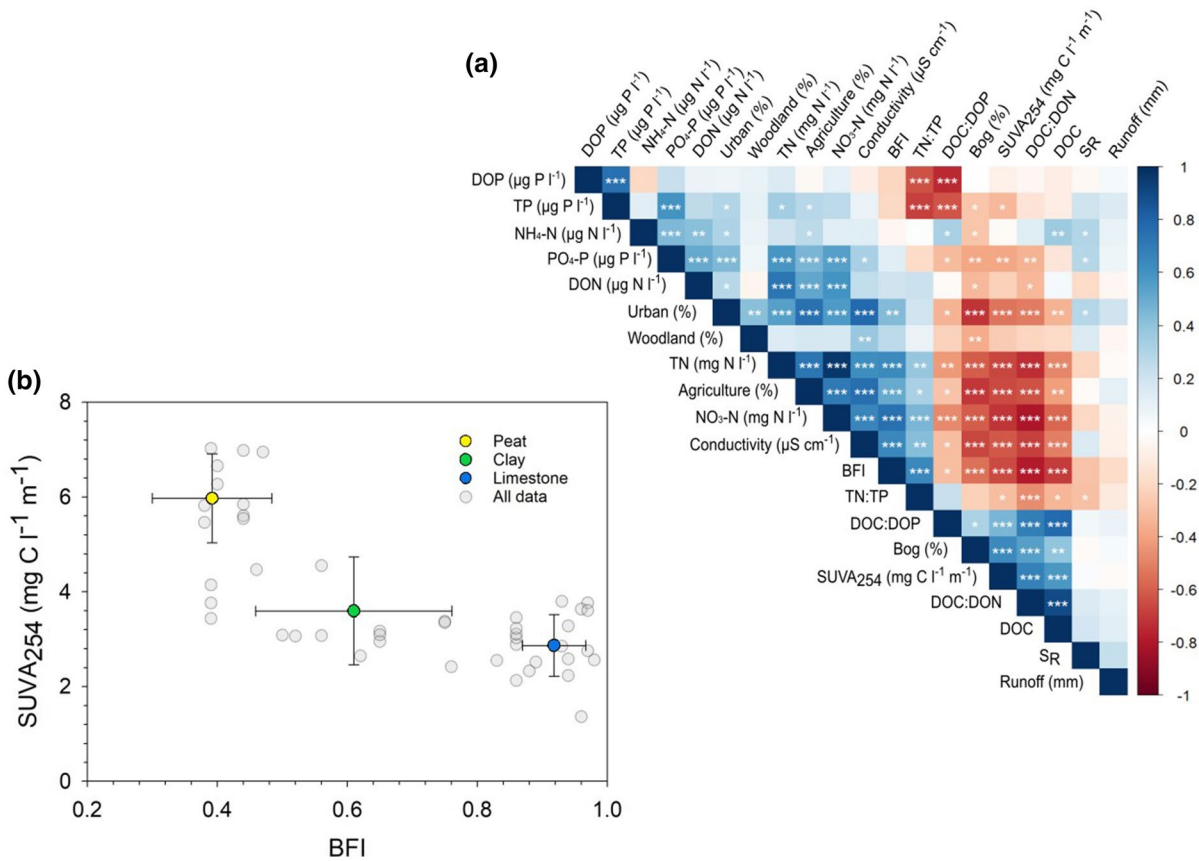 (a)
DOP (µg P l-1)
TP (µg P l-1)
NH4-N (µg N l-1)
PO4-P (µg P l-1)
DON (µg N l-1)
Urban (%)
Woodland (%)
TN (mg N l-1)
Agriculture (%)
NO3-N (mg N l-1)
Conductivity (µS cm-1)
BFI
TN:TP
DOC:DOP
Bog (%)
SUVA254 (mg C l-1 m-1)
DOC:DON
DOC
SR
Runoff (mm)
DOP (µg P l-1) *** *** ***
TP (µg P l-1) *** * * * *** *** * *
NH4-N (µg N l-1) *** ** * * * * ** *
PO4-P (µg P l-1) *** *** *** *** *** * * ** ** ** *
DON (µg N l-1) * *** *** *** * *
Urban (%) ** *** *** *** *** ** * *** *** *** ** *
Woodland (%) ** **
TN (mg N l-1) *** *** *** *** ** ** *** *** *** ***
Agriculture (%) *** *** *** * * *** *** *** **
NO3-N (mg N l-1) *** *** *** *** *** *** *** ***
Conductivity (µS cm-1) *** ** * *** *** *** ***
BFI *** * *** *** *** ***
TN:TP * *** * *
DOC:DOP * *** *** ***
Bog (%) *** *** **
SUVA254 (mg C l-1 m-1) *** ***
DOC:DON ***
DOC
SR
Runoff (mm)
1
0.8
0.6
0.4
0.2
0
-0.2
-0.4
-0.6
-0.8
-1
(b)
SUVA254 (mg C l-1 m-1)
8
6
4
2
0
Peat
Clay
Limestone
All data
0.2 0.4 0.6 0.8 1.0
BFI